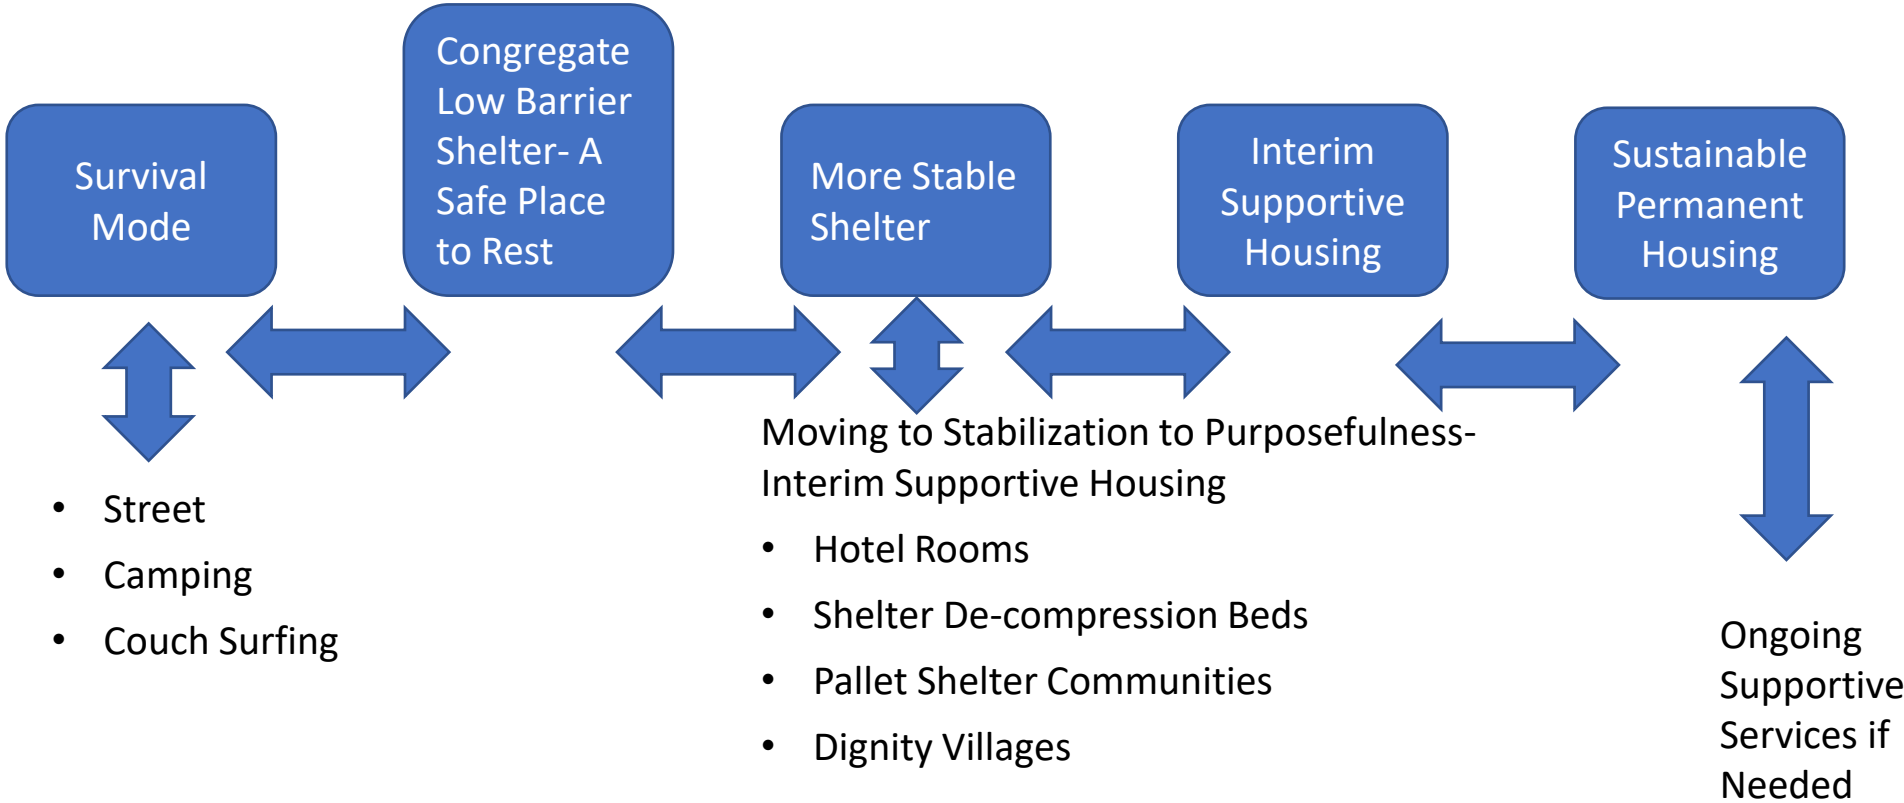 Survival
Mode
Congregate
Low Barrier
Shelter- A
Safe Place
to Rest
More Stable
Shelter
Interim
Supportive
Housing
Sustainable
Permanent
Housing
• Street
• Camping
• Couch Surfing
Moving to Stabilization to Purposefulness-
Interim Supportive Housing
• Hotel Rooms
• Shelter De-compression Beds
• Pallet Shelter Communities
• Dignity Villages
Ongoing
Supportive
Services if
Needed